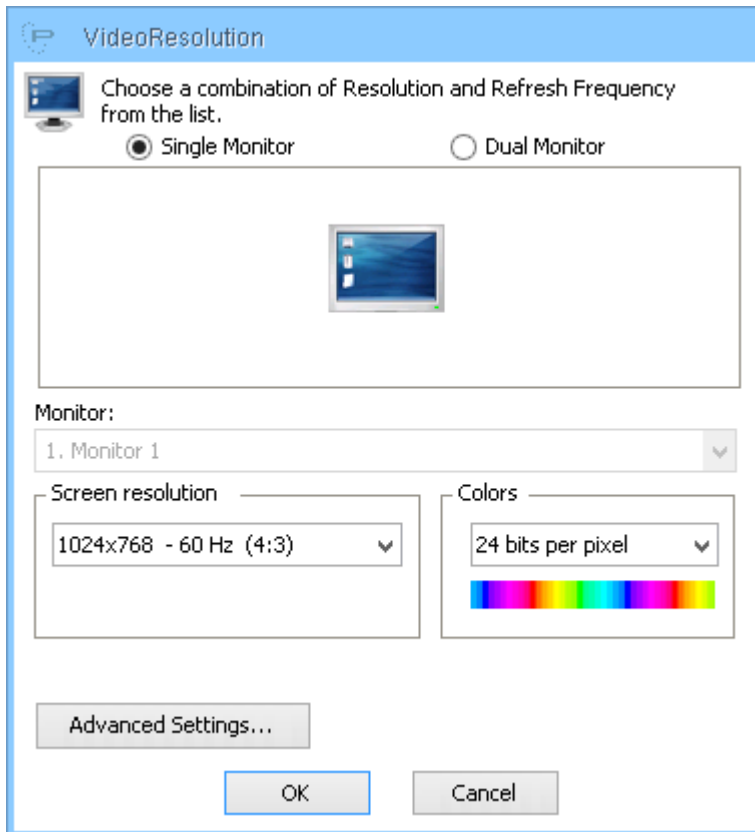 VideoResolution
Choose a combination of Resolution and Refresh Frequency
from the list.
Single Monitor
Dual Monitor
Monitor:
1. Monitor 1
Screen resolution
Colors
1024x768 - 60 Hz (4:3)
24 bits per pixel
Advanced Settings...
OK
Cancel